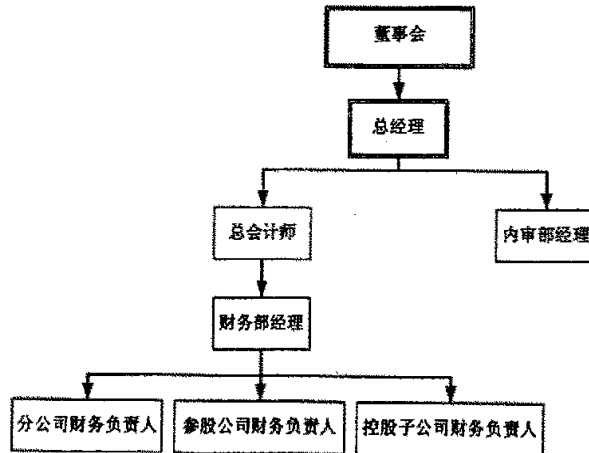 董事会
总经理
总会计师
内审部经理
财务部经理
分公司财务负责人
参股公司财务负责人
控股子公司财务负责人